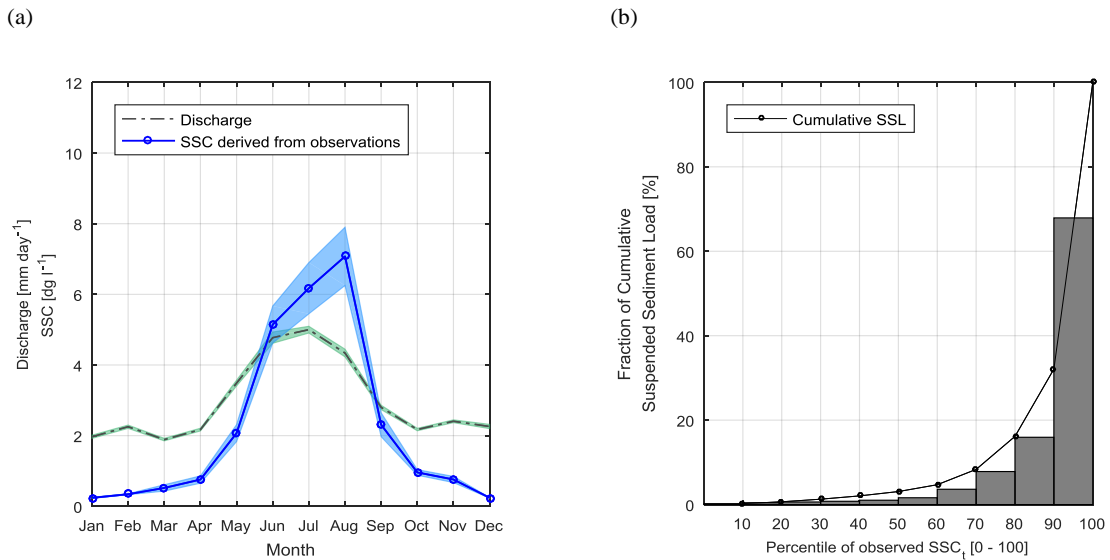 (a)
(b)
12
10
8
6
4
2
0
Discharge [mm day⁻¹]
SSC [dg l⁻¹]
Discharge
SSC derived from observations
Jan Feb Mar Apr May Jun Jul Aug Sep Oct Nov Dec
Month
100
80
60
40
20
0
Fraction of Cumulative
Suspended Sediment Load [%]
Cumulative SSL
10 20 30 40 50 60 70 80 90 100
Percentile of observed SSCₜ [0 - 100]